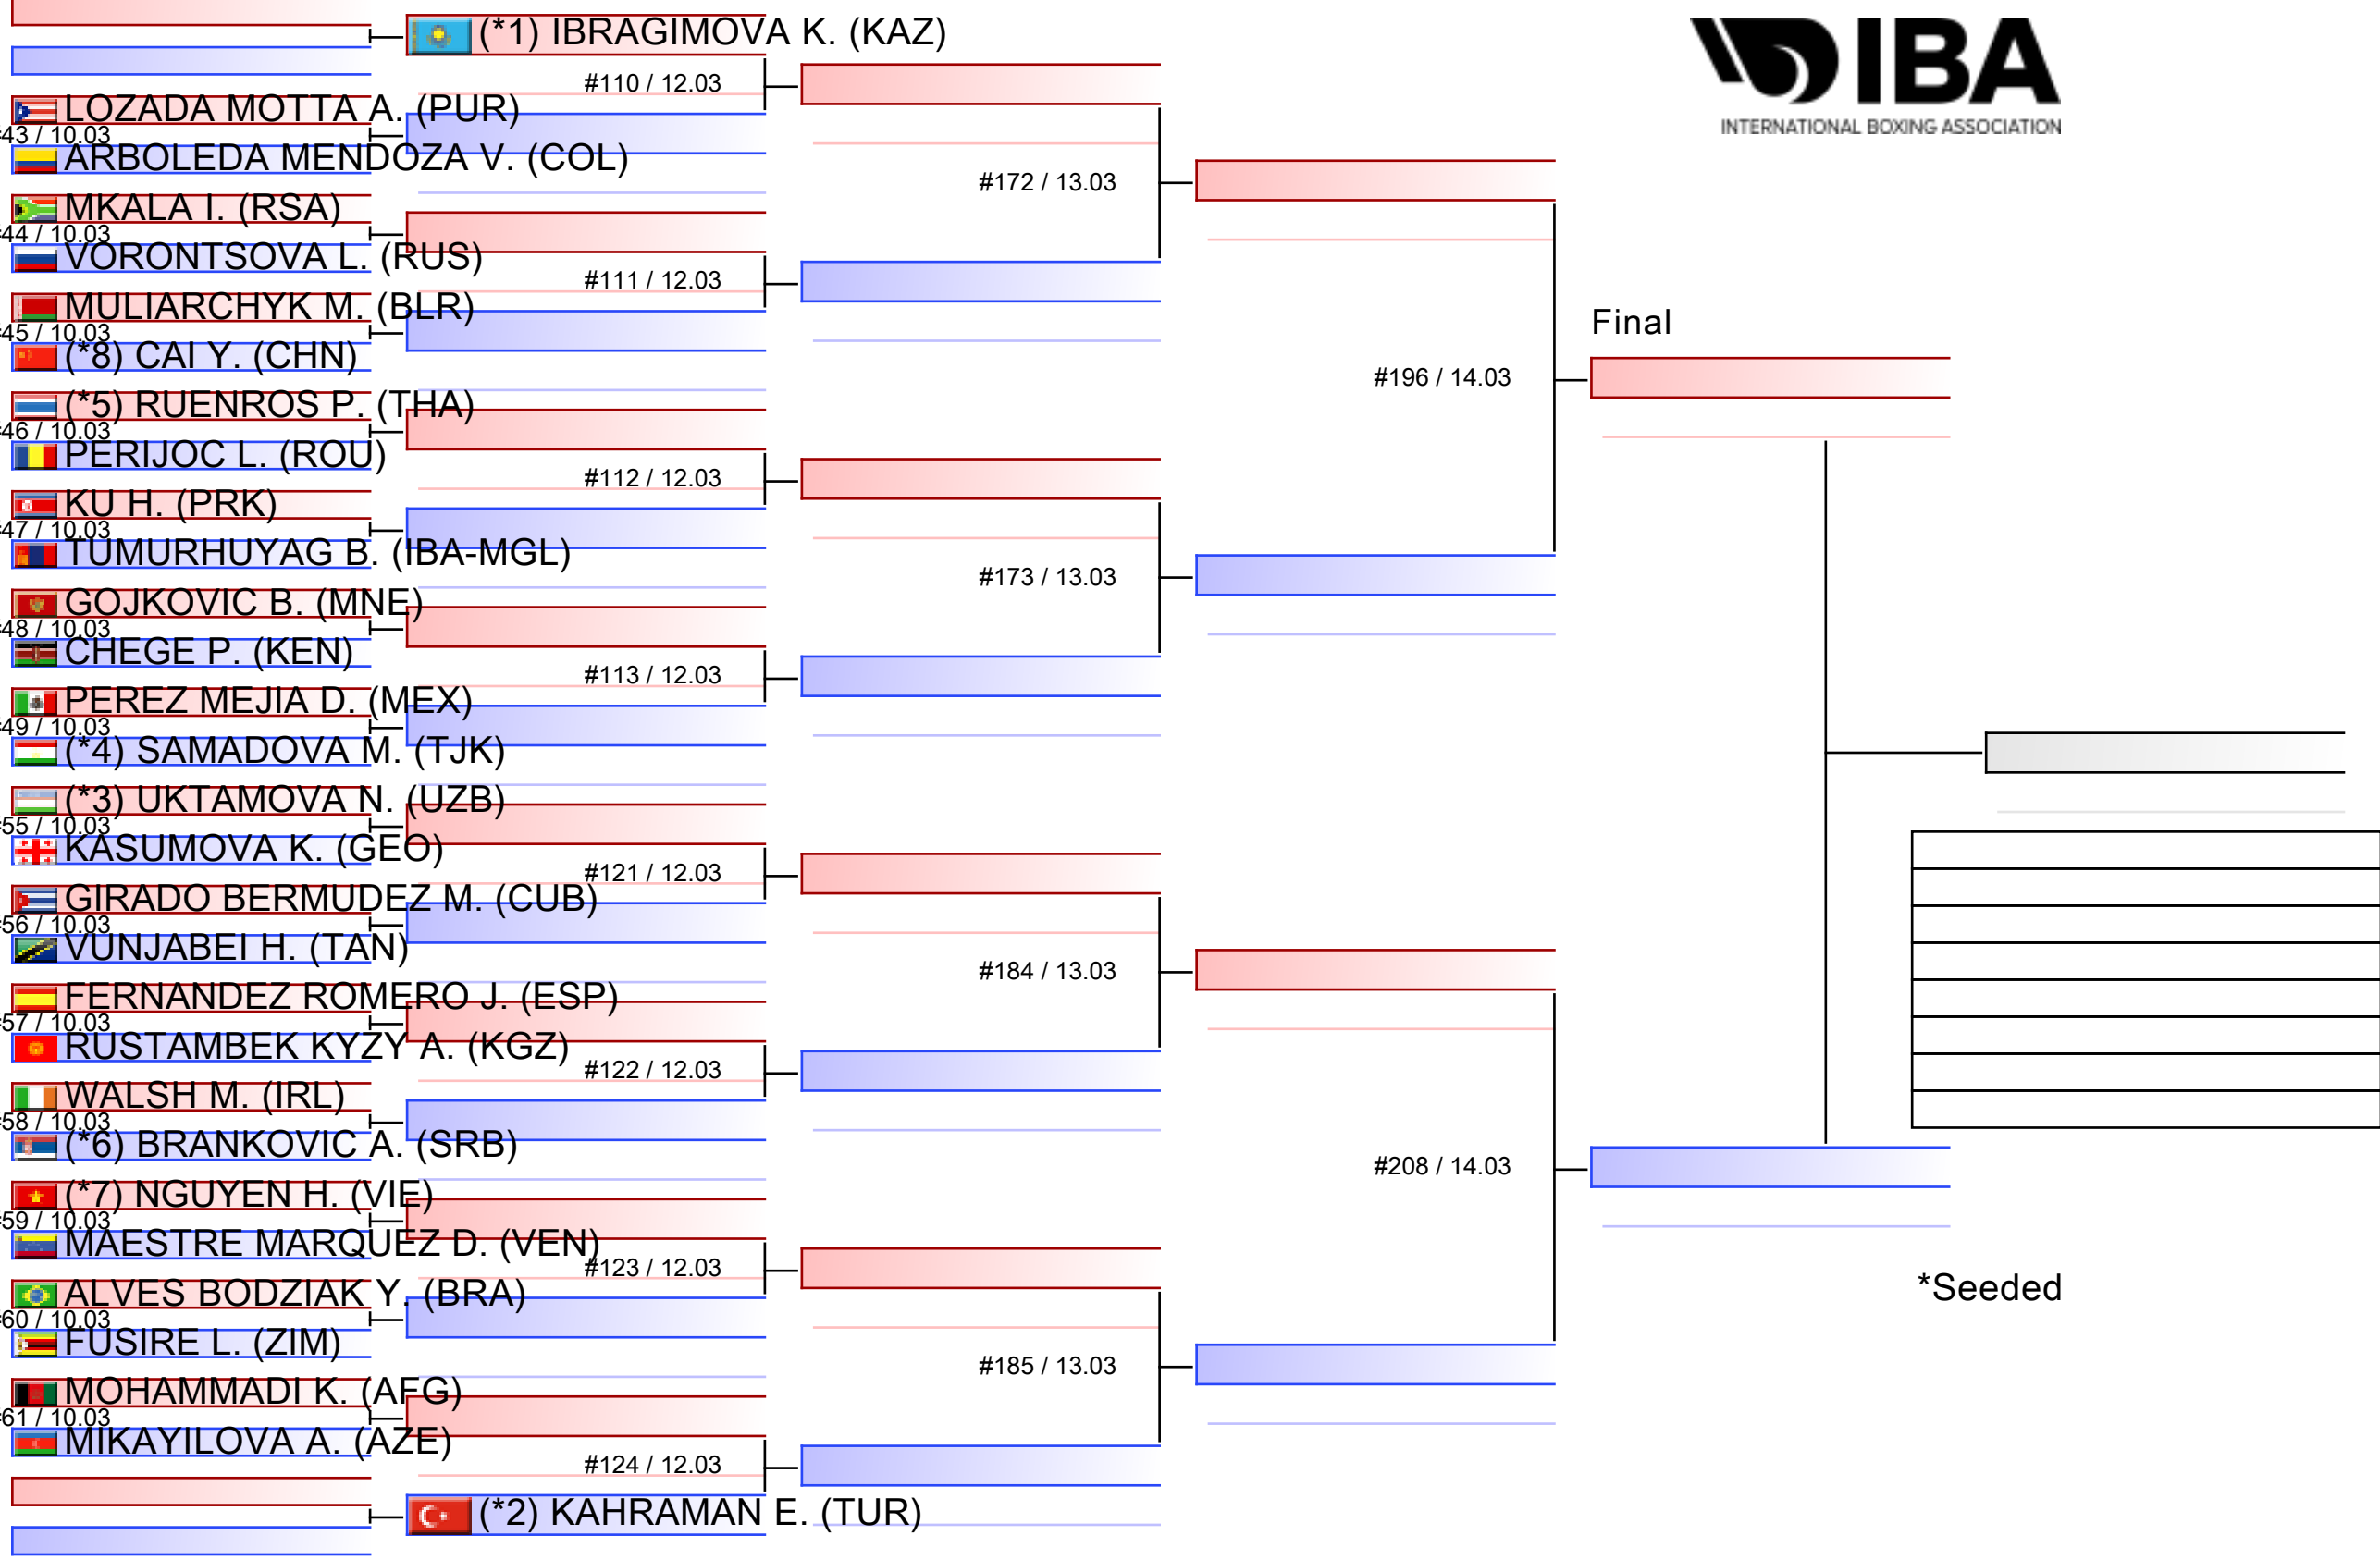 (*1) IBRAGIMOVA K. (KAZ)
IBA
INTERNATIONAL BOXING ASSOCIATION
#110 / 12.03
LOZADA MOTTA A. (PUR)
43 / 10.03
ARBOLEDA MENDOZA V. (COL)
#172 / 13.03
MKALA I. (RSA)
44 / 10.03
VORONTSOVA L. (RUS)
#111 / 12.03
MULIARCHYK M. (BLR)
Final
45 / 10.03
(*8) CAI Y. (CHN)
#196 / 14.03
(*5) RUENROS P. (THA)
46 / 10.03
PERIJOC L. (ROU)
#112 / 12.03
KU H. (PRK)
47 / 10.03
TUMURHUYAG B. (IBA-MGL)
#173 / 13.03
GOJKOVIC B. (MNE)
48 / 10.03
CHEGE P. (KEN)
#113 / 12.03
PEREZ MEJIA D. (MEX)
49 / 10.03
(*4) SAMADOVA M. (TJK)
(*3) UKTAMOVA N. (UZB)
55 / 10.03
KASUMOVA K. (GEO)
#121 / 12.03
GIRADO BERMUDEZ M. (CUB)
56 / 10.03
VUNJABEI H. (TAN)
#184 / 13.03
FERNANDEZ ROMERO J. (ESP)
57 / 10.03
RUSTAMBEK KYZY A. (KGZ)
#122 / 12.03
WALSH M. (IRL)
58 / 10.03
(*6) BRANKOVIC A. (SRB)
#208 / 14.03
(*7) NGUYEN H. (VIE)
59 / 10.03
MAESTRE MARQUEZ D. (VEN)
#123 / 12.03
*Seeded
ALVES BODZIAK Y. (BRA)
60 / 10.03
FUSIRE L. (ZIM)
#185 / 13.03
MOHAMMADI K. (AFG)
61 / 10.03
MIKAYILOVA A. (AZE)
#124 / 12.03
(*2) KAHRAMAN E. (TUR)